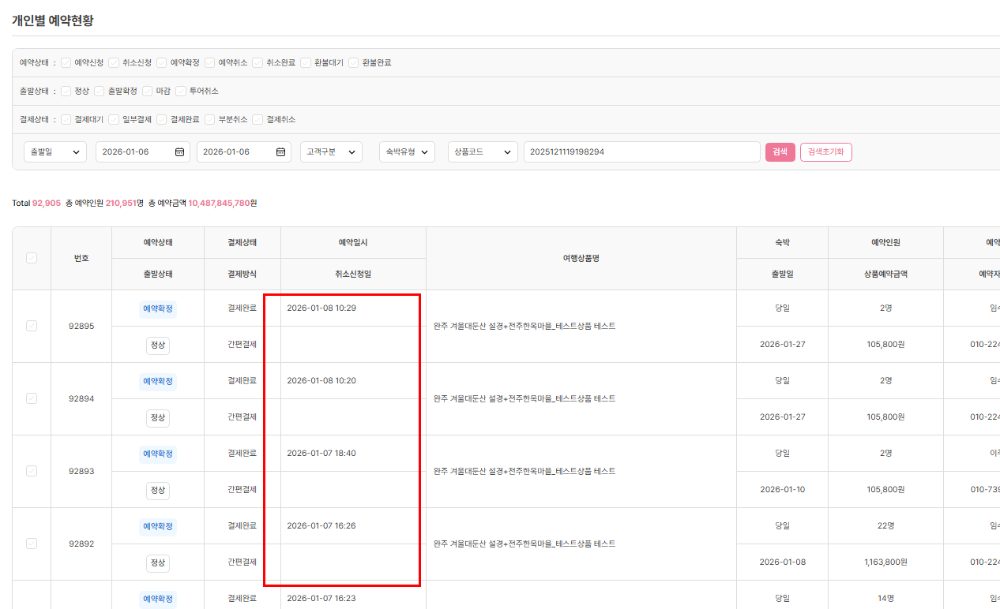 개인별 예약현황
예약상태 : 예약신청 취소신청 예약확정 예약취소 취소완료 환불대기 환불완료
출발상태 : 정상 출발확정 마감 투어취소
결제상태 : 결제대기 일부결제 결제완료 부분취소 결제취소
출발일 2026-01-06 2026-01-06 고객구분 숙박유형 상품코드 2025121119198294 검색 검색초기화
Total 92,905 총 예약인원 210,951명 총 예약금액 10,487,845,780원
번호 예약상태 결제상태 예약일시 여행상품명 숙박 예약인원 예약
출발상태 결제방식 취소신청일 출발일 상품예약금액 예약자
92895 예약확정 결제완료 2026-01-08 10:29 완주 겨울대둔산 설경+전주한옥마을_테스트상품 테스트 당일 2명 임
정상 간편결제 2026-01-27 105,800원 010-224
92894 예약확정 결제완료 2026-01-08 10:20 완주 겨울대둔산 설경+전주한옥마을_테스트상품 테스트 당일 2명 임
정상 간편결제 2026-01-27 105,800원 010-224
92893 예약확정 결제완료 2026-01-07 18:40 완주 겨울대둔산 설경+전주한옥마을_테스트상품 테스트 당일 2명 이
정상 간편결제 2026-01-10 105,800원 010-739
92892 예약확정 결제완료 2026-01-07 16:26 완주 겨울대둔산 설경+전주한옥마을_테스트상품 테스트 당일 22명 임
정상 간편결제 2026-01-08 1,163,800원 010-224
예약확정 결제완료 2026-01-07 16:23 당일 14명 임